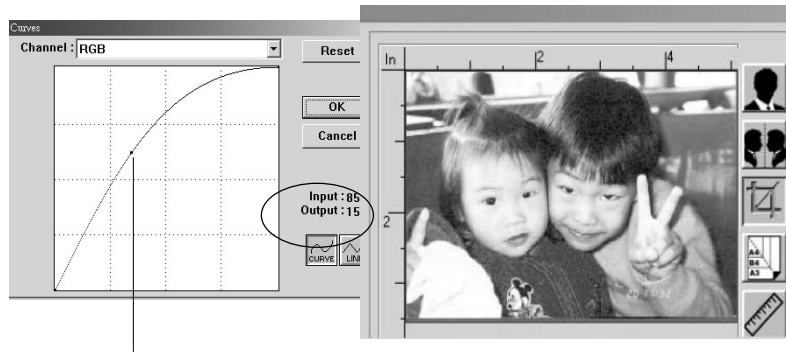 Curves
Channel : RGB
Reset
OK
Cancel
Input : 85
Output : 15
CURVE
LIN
In
2
4
2
A4
B4
A3